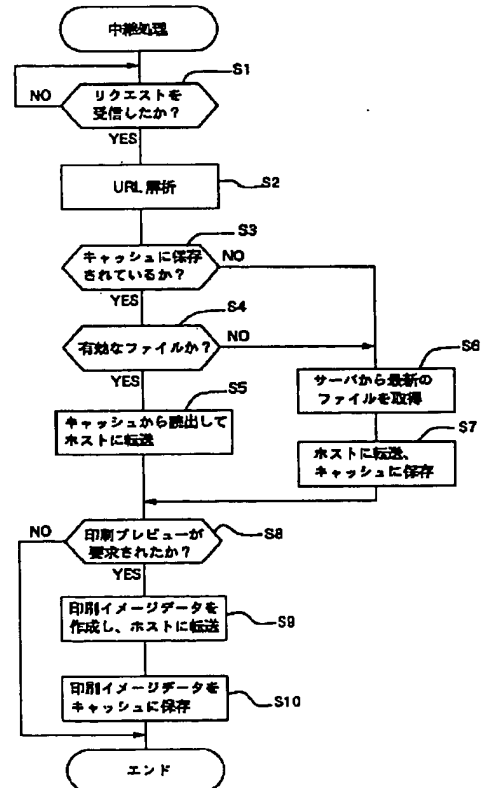 中継処理
S1
リクエストを
受信したか?
NO
YES
URL 解析
S2
S3
キャッシュに保存
されているか?
NO
YES
S4
有効なファイルか?
NO
YES
S5
キャッシュから読出して
ホストに転送
S6
サーバから最新の
ファイルを取得
S7
ホストに転送、
キャッシュに保存
NO
印刷プレビューが
要求されたか?
S8
YES
印刷イメージデータを
作成し、ホストに転送
S9
印刷イメージデータを
キャッシュに保存
S10
エンド